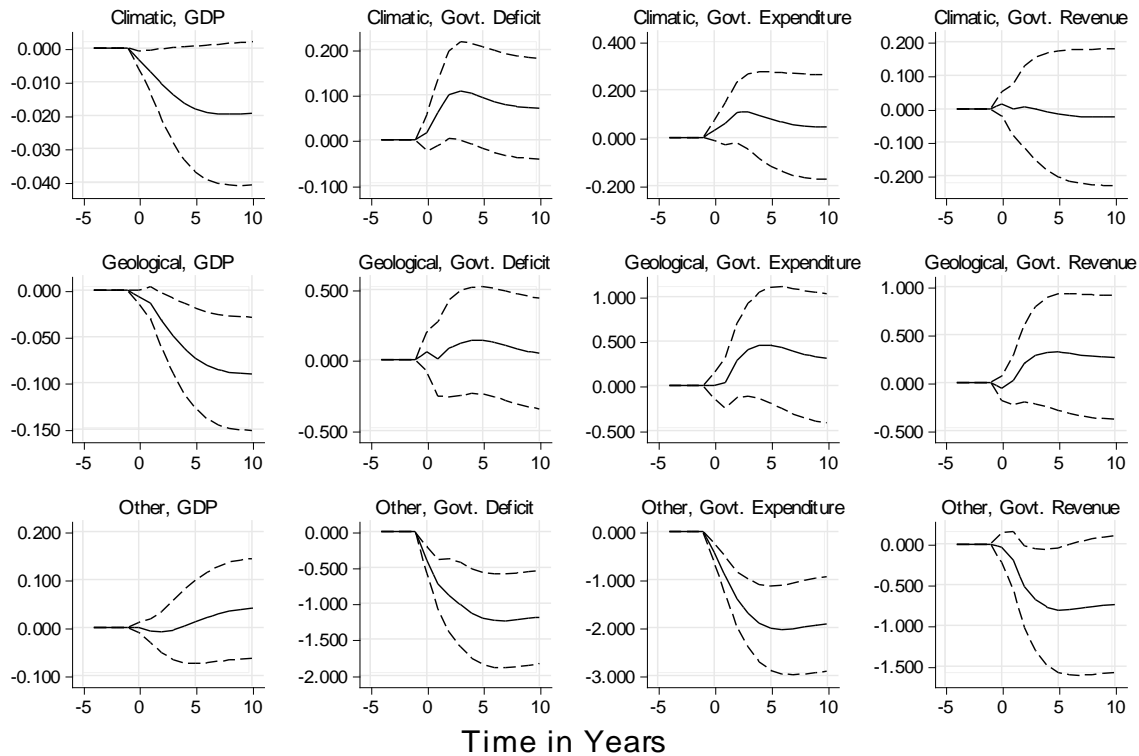 Climatic, GDP
0.000
-0.010
-0.020
-0.030
-0.040
-5 0 5 10
Climatic, Govt. Deficit
0.200
0.100
0.000
-0.100
-5 0 5 10
Climatic, Govt. Expenditure
0.400
0.200
0.000
-0.200
-5 0 5 10
Climatic, Govt. Revenue
0.200
0.100
0.000
-0.100
-0.200
-5 0 5 10
Geological, GDP
0.000
-0.050
-0.100
-0.150
-5 0 5 10
Geological, Govt. Deficit
0.500
0.000
-0.500
-5 0 5 10
Geological, Govt. Expenditure
1.000
0.500
0.000
-0.500
-5 0 5 10
Geological, Govt. Revenue
1.000
0.500
0.000
-0.500
-5 0 5 10
Other, GDP
0.200
0.100
0.000
-0.100
-5 0 5 10
Other, Govt. Deficit
0.000
-0.500
-1.000
-1.500
-2.000
-5 0 5 10
Other, Govt. Expenditure
0.000
-1.000
-2.000
-3.000
-5 0 5 10
Other, Govt. Revenue
0.000
-0.500
-1.000
-1.500
-5 0 5 10
Time in Years